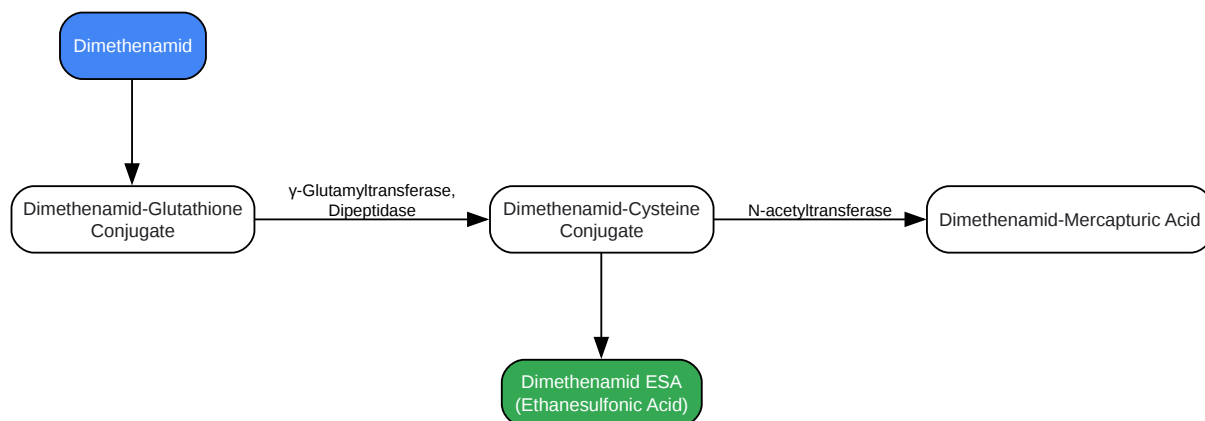 Dimethenamid
Dimethenamid-Glutathione
Conjugate
γ-Glutamyltransferase,
Dipeptidase
Dimethenamid-Cysteine
Conjugate
N-acetyltransferase
Dimethenamid-Mercapturic Acid
Dimethenamid ESA
(Ethanesulfonic Acid)